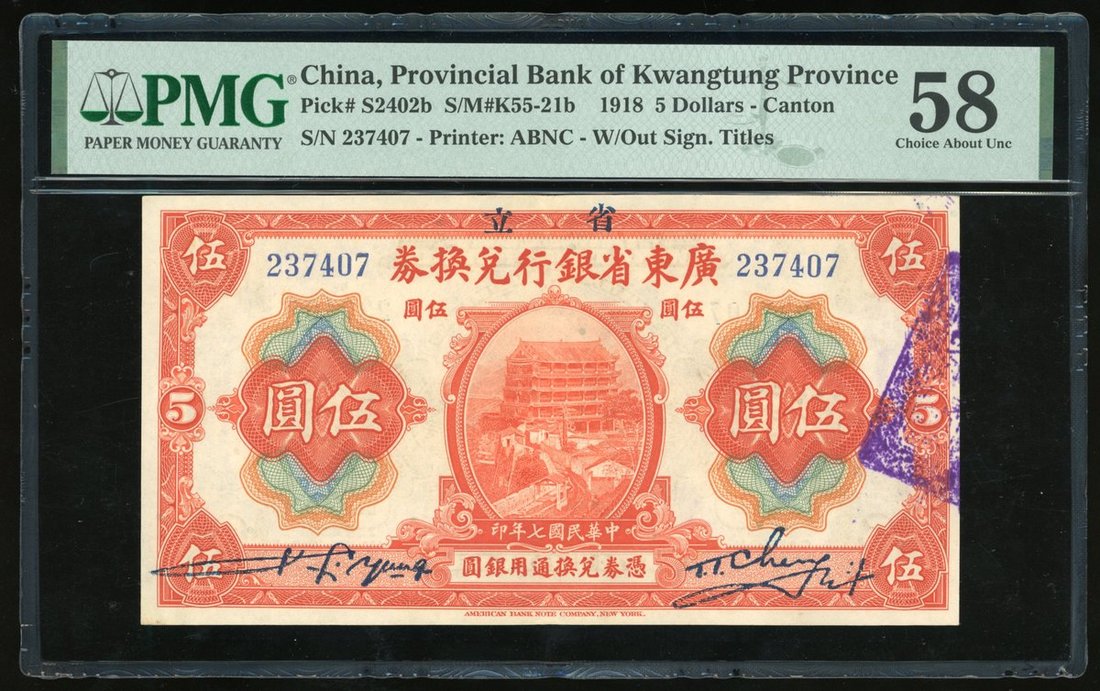 PMG®
PAPER MONEY GUARANTY
China, Provincial Bank of Kwangtung Province
Pick# S2402b S/M#K55-21b 1918 5 Dollars - Canton
S/N 237407 - Printer: ABNC - W/Out Sign. Titles
58
Choice About Unc
省立
伍 伍
廣東省銀行兌換券
237407 237407
伍圓 伍圓
伍圓 伍圓
5 5
中華民國七年印
憑券兌換通用銀圓
伍 伍
AMERICAN BANK NOTE COMPANY, NEW YORK.